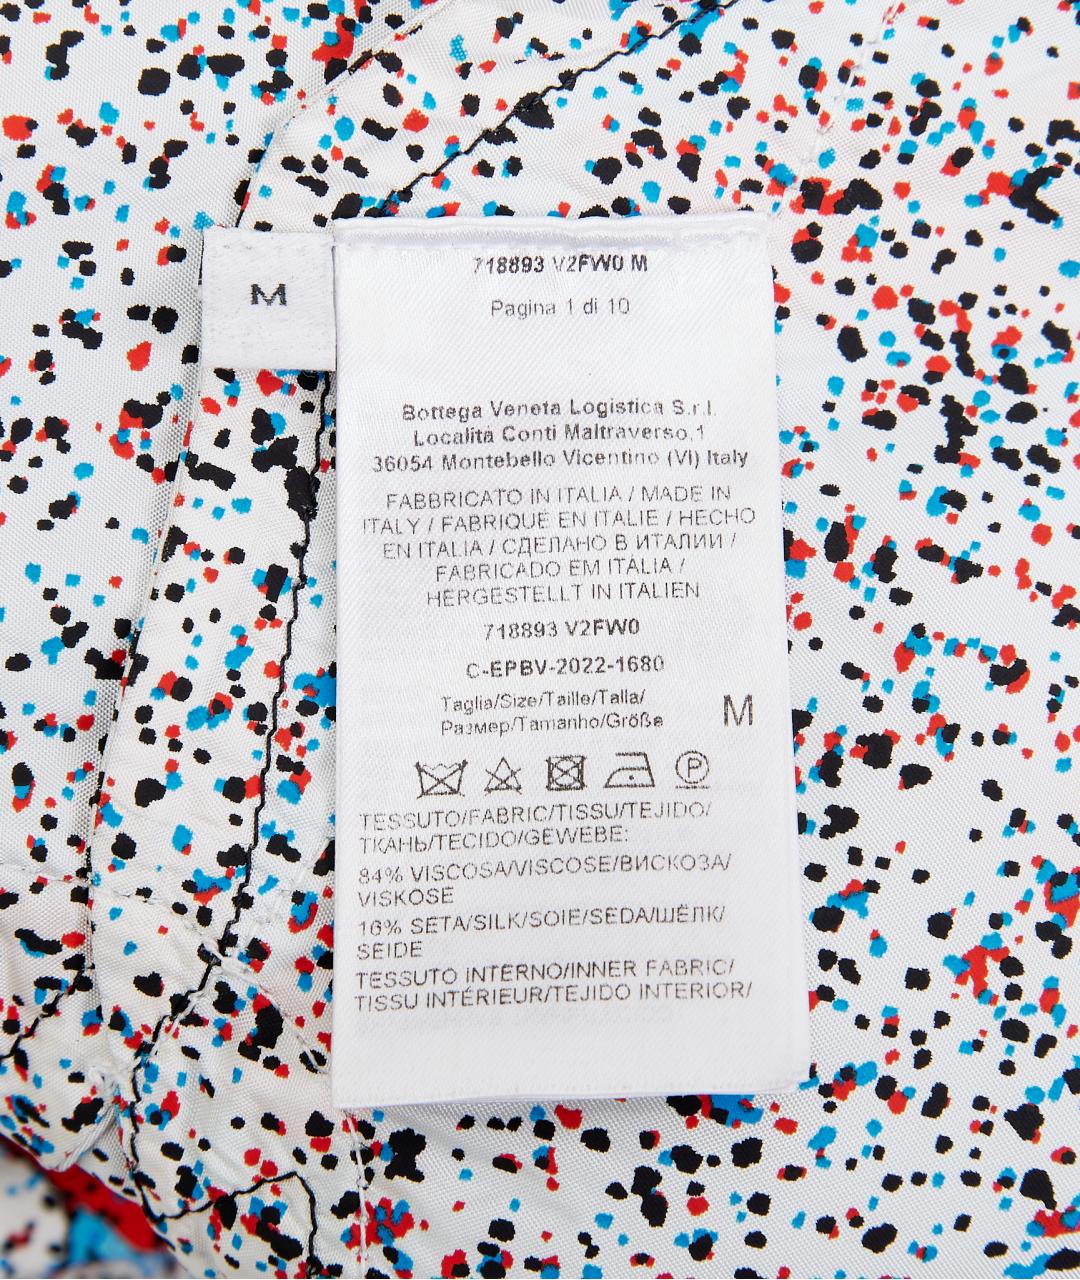 M
718893 V2FW0 M
Pagina 1 di 10
Bottega Veneta Logistica S.r.l.
Località Conti Maltraverso,1
36054 Montebello Vicentino (VI) Italy
FABBRICATO IN ITALIA / MADE IN
ITALY / FABRIQUE EN ITALIE / HECHO
EN ITALIA / СДЕЛАНО В ИТАЛИИ /
FABRICADO EM ITÁLIA /
HERGESTELLT IN ITALIEN
718893 V2FW0
C-EPBV-2022-1680
Taglia/Size/Taille/Talla/
Размер/Tamanho/Größe
M
P
TESSUTO/FABRIC/TISSU/TEJIDO/
ТКАНЬ/TECIDO/GEWEBE:
84% VISCOSA/VISCOSE/ВИСКОЗА/
VISKOSE
16% SETA/SILK/SOIE/SEDA/ШЁЛК/
SEIDE
TESSUTO INTERNO/INNER FABRIC/
TISSU INTÉRIEUR/TEJIDO INTERIOR/